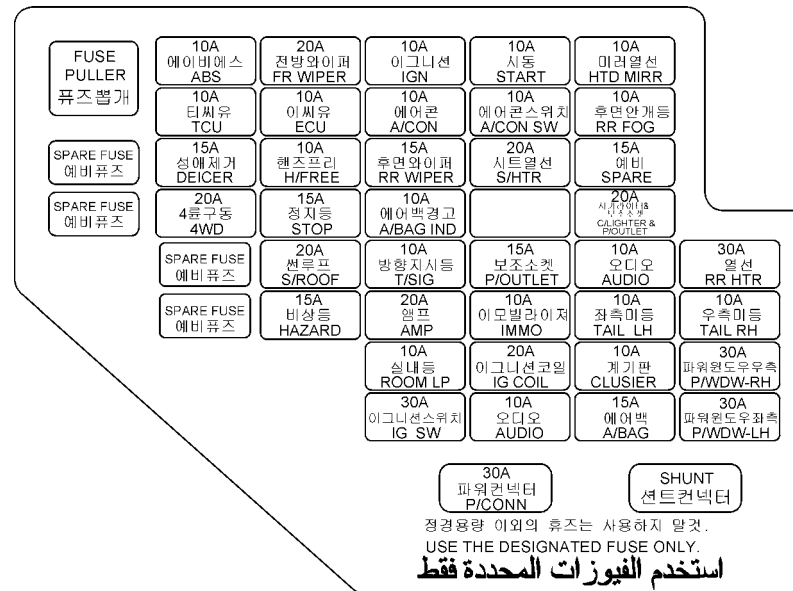 FUSE
PULLER
퓨즈뽑개
10A
에이비에스
ABS
20A
전방와이퍼
FR WIPER
10A
이그니션
IGN
10A
시동
START
10A
미러열선
HTD MIRR
10A
티씨유
TCU
10A
이씨유
ECU
10A
에어콘
A/CON
10A
에어콘스위치
A/CON SW
10A
후면안개등
RR FOG
SPARE FUSE
예비퓨즈
15A
성애제거
DEICER
10A
핸즈프리
H/FREE
15A
후면와이퍼
RR WIPER
20A
시트열선
S/HTR
15A
예비
SPARE
SPARE FUSE
예비퓨즈
20A
4륜구동
4WD
15A
정지등
STOP
10A
에어백경고
A/BAG IND
20A
시가라이터&
보조소켓
C/LIGHTER &
P/OUTLET
SPARE FUSE
예비퓨즈
20A
썬루프
S/ROOF
10A
방향지시등
T/SIG
15A
보조소켓
P/OUTLET
10A
오디오
AUDIO
30A
열선
RR HTR
SPARE FUSE
예비퓨즈
15A
비상등
HAZARD
20A
앰프
AMP
10A
이모빌라이져
IMMO
10A
좌측미등
TAIL LH
10A
우측미등
TAIL RH
10A
실내등
ROOM LP
20A
이그니션코일
IG COIL
10A
계기판
CLUSIER
30A
파워윈도우우측
P/WDW-RH
30A
이그니션스위치
IG SW
10A
오디오
AUDIO
15A
에어백
A/BAG
30A
파워윈도우좌측
P/WDW-LH
30A
파워컨넥터
P/CONN
SHUNT
션트컨넥터
정경용량 이외의 휴즈는 사용하지 말것.
USE THE DESIGNATED FUSE ONLY.
استخدم الفيوزات المحددة فقط